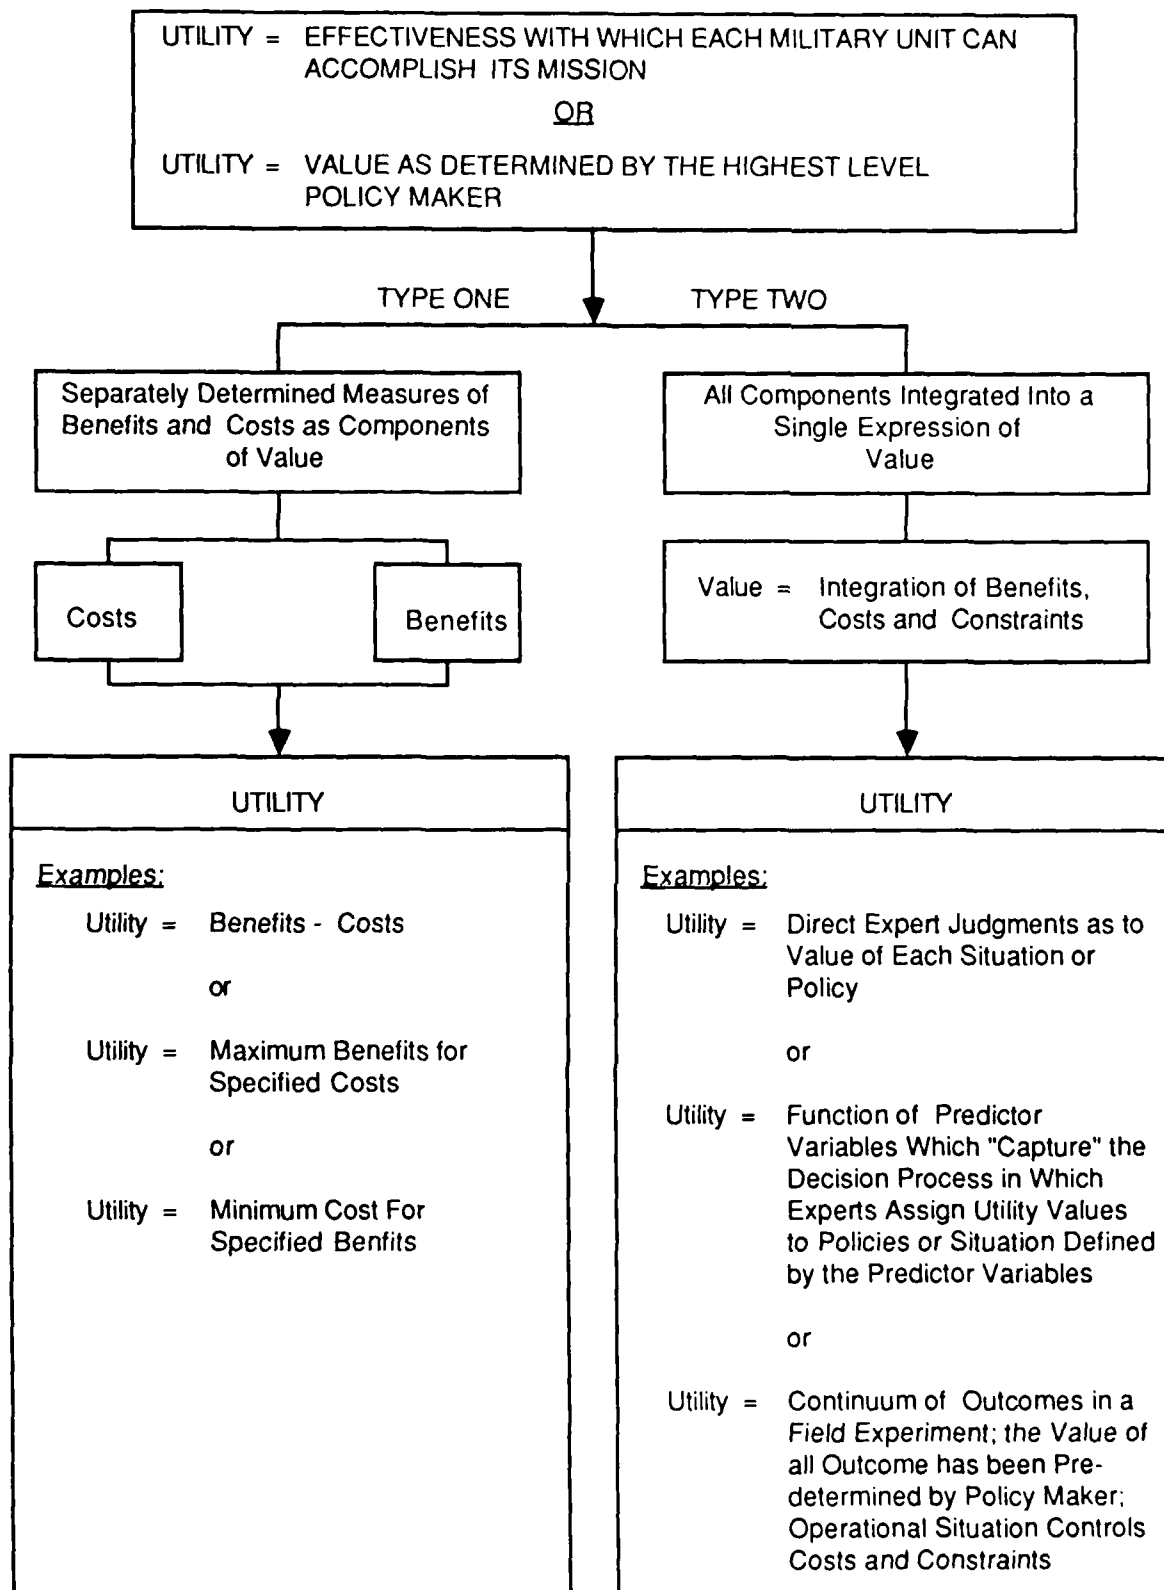 UTILITY = EFFECTIVENESS WITH WHICH EACH MILITARY UNIT CAN
ACCOMPLISH ITS MISSION
OR
UTILITY = VALUE AS DETERMINED BY THE HIGHEST LEVEL
POLICY MAKER
TYPE ONE
TYPE TWO
Separately Determined Measures of
Benefits and Costs as Components
of Value
All Components Integrated Into a
Single Expression of
Value
Costs
Benefits
Value = Integration of Benefits,
Costs and Constraints
UTILITY
Examples:
Utility = Benefits - Costs
or
Utility = Maximum Benefits for
Specified Costs
or
Utility = Minimum Cost For
Specified Benfits
UTILITY
Examples:
Utility = Direct Expert Judgments as to
Value of Each Situation or
Policy
or
Utility = Function of Predictor
Variables Which "Capture" the
Decision Process in Which
Experts Assign Utility Values
to Policies or Situation Defined
by the Predictor Variables
or
Utility = Continuum of Outcomes in a
Field Experiment; the Value of
all Outcome has been Pre-
determined by Policy Maker;
Operational Situation Controls
Costs and Constraints